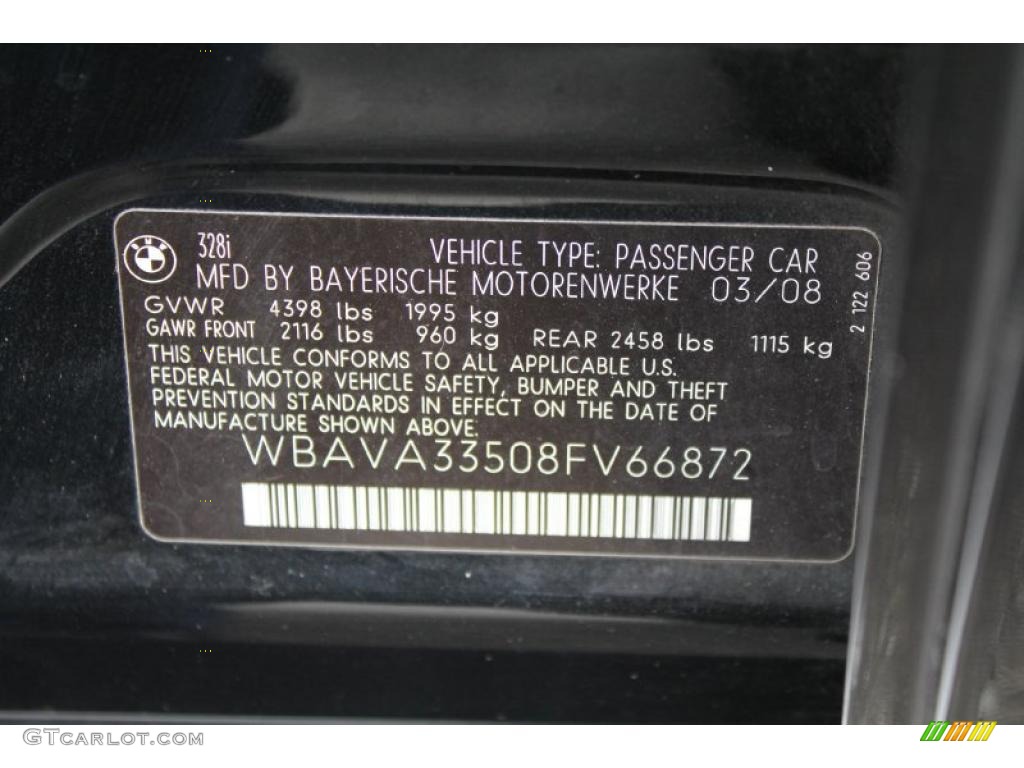 328i VEHICLE TYPE: PASSENGER CAR
MFD BY BAYERISCHE MOTORENWERKE 03/08
GVWR 4398 lbs 1995 kg
GAWR FRONT 2116 lbs 960 kg REAR 2458 lbs 1115 kg
THIS VEHICLE CONFORMS TO ALL APPLICABLE U.S.
FEDERAL MOTOR VEHICLE SAFETY, BUMPER AND THEFT
PREVENTION STANDARDS IN EFFECT ON THE DATE OF
MANUFACTURE SHOWN ABOVE.
WBAVA33508FV66872
2 122 606
GTCARLOT.COM